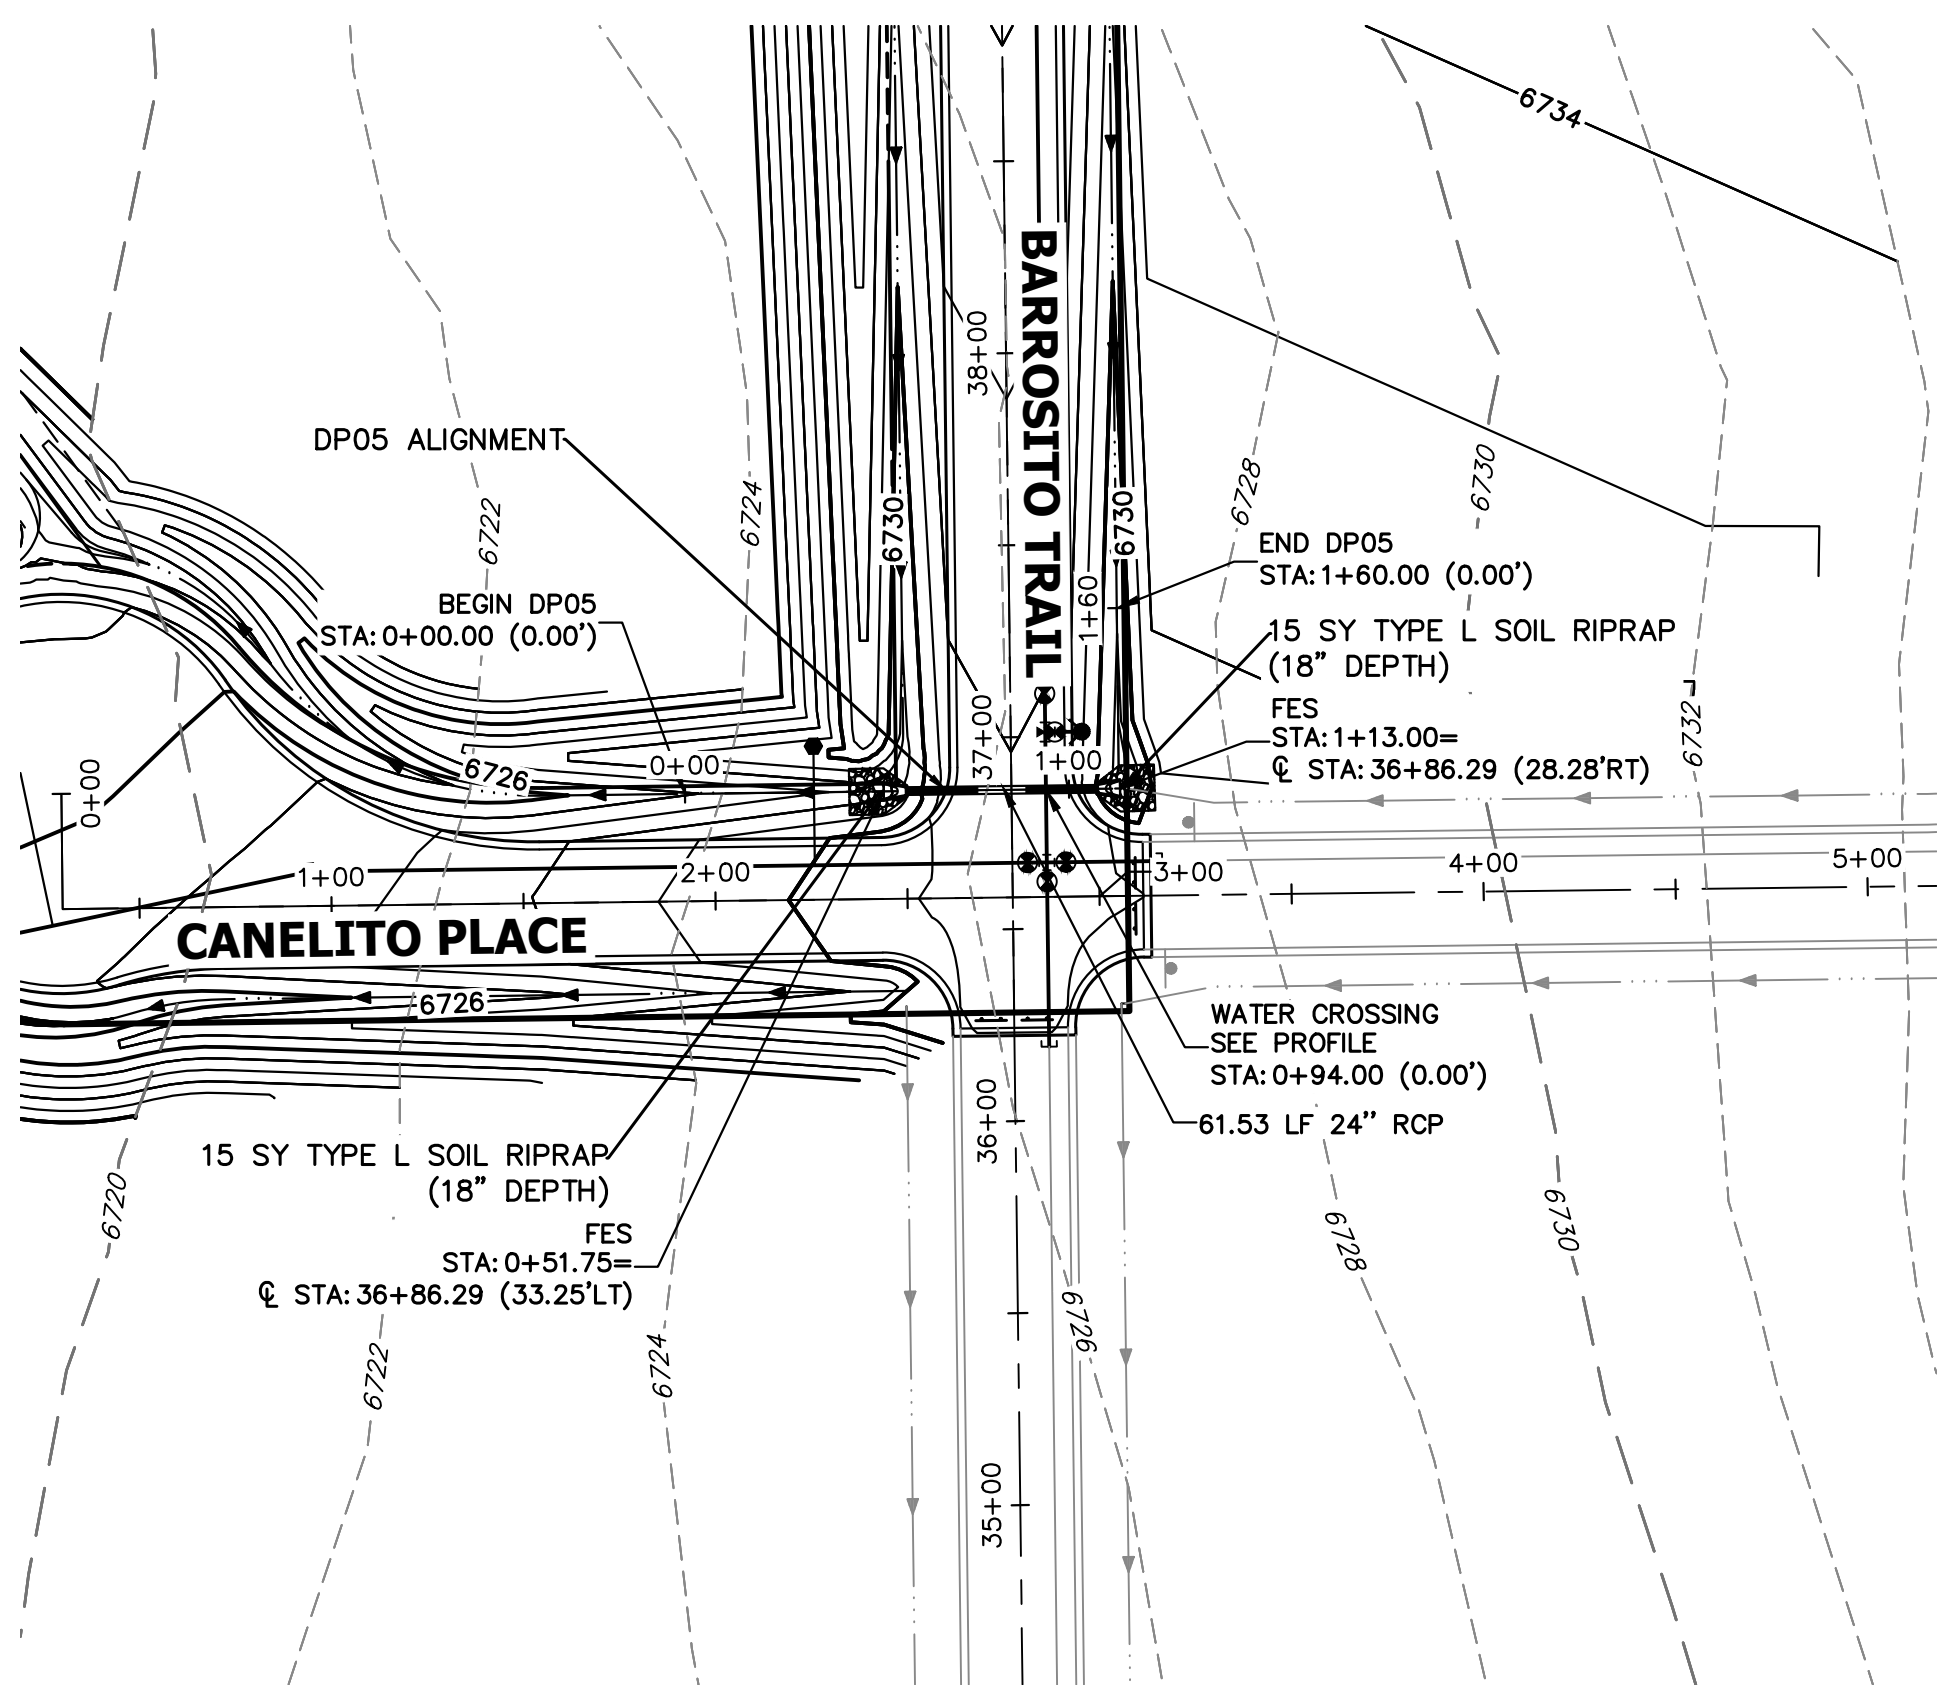 6734
BARROSITO TRAIL
38+00
DP05 ALIGNMENT
6722
6724
6730
6730
6728
6730
END DP05
STA:1+60.00 (0.00')
BEGIN DP05
STA:0+00.00 (0.00')
1+60
15 SY TYPE L SOIL RIPRAP
(18" DEPTH)
FES
STA:1+13.00=
℄ STA:36+86.29 (28.28'RT)
6732
37+00
0+00
6726
1+00
0+00
1+00
2+00
3+00
4+00
5+00
CANELITO PLACE
6726
WATER CROSSING
SEE PROFILE
STA:0+94.00 (0.00')
61.53 LF 24" RCP
36+00
15 SY TYPE L SOIL RIPRAP
(18" DEPTH)
FES
STA:0+51.75=
℄ STA:36+86.29 (33.25'LT)
6720
6722
6724
6726
6728
6730
35+00